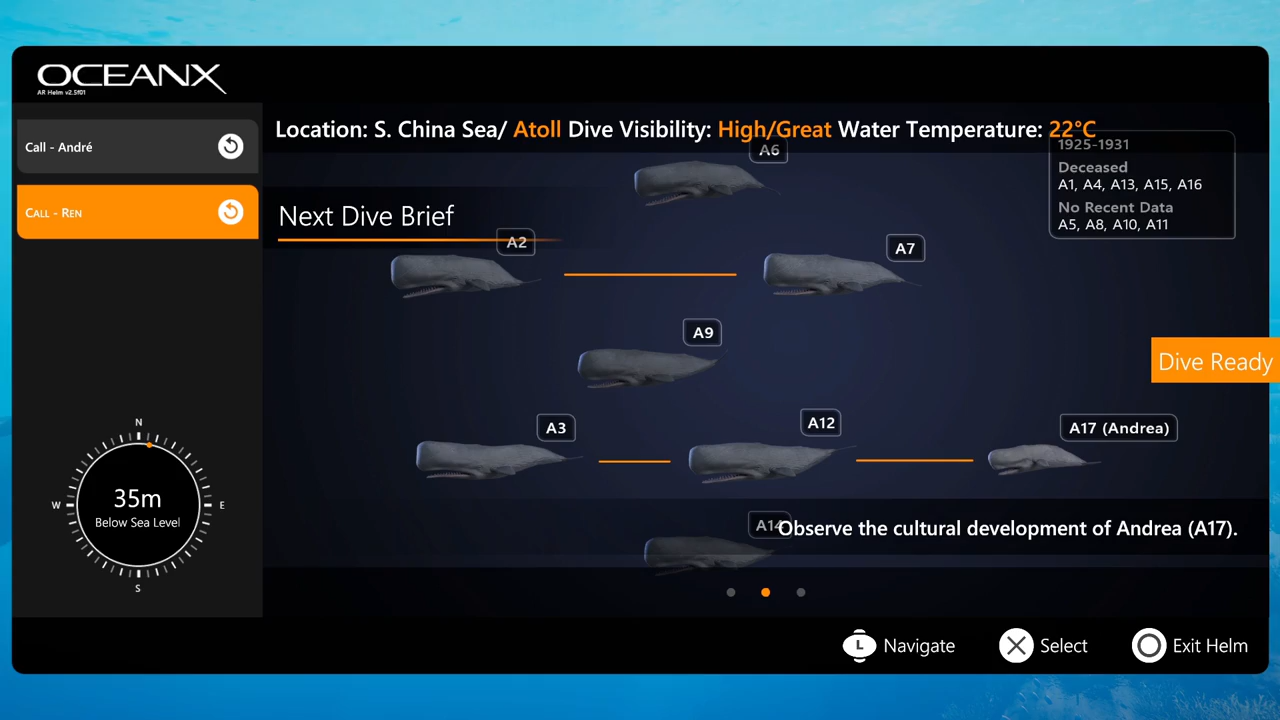 OCEANX
AR Helm v2.5f01
Call - André
CALL - REN
Location: S. China Sea/ Atoll Dive Visibility: High/Great Water Temperature: 22°C
1925-1931
Deceased
A1, A4, A13, A15, A16
No Recent Data
A5, A8, A10, A11
A6
Next Dive Brief
A2
A7
A9
Dive Ready
A3
A12
A17 (Andrea)
A14
Observe the cultural development of Andrea (A17).
N
W
E
S
35m
Below Sea Level
L Navigate
Select
Exit Helm